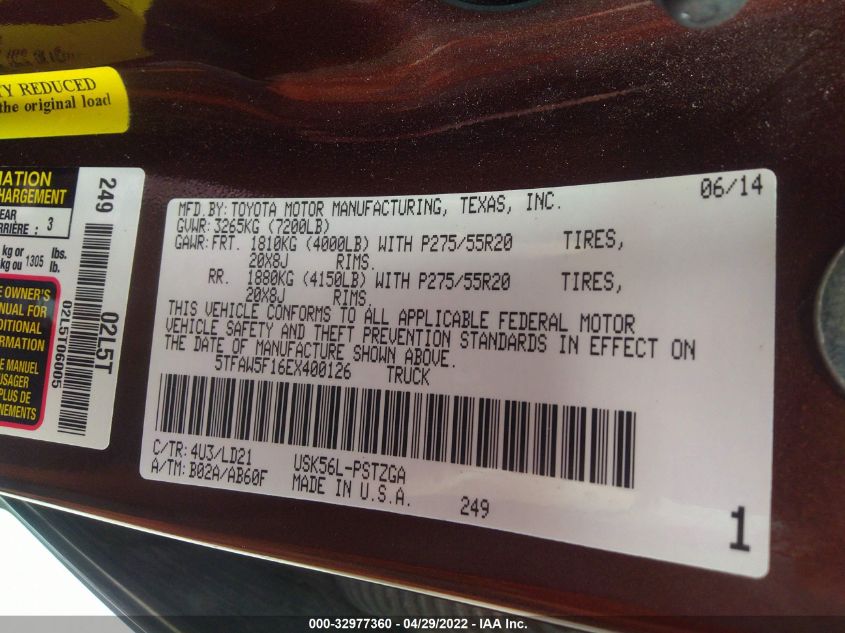 TY REDUCED
the original load
MATION
CHARGEMENT
EAR
RRIÈRE : 3
kg or lbs.
kg ou 1305 lb.
E OWNER'S
NUAL FOR
DITIONAL
ORMATION
E MANUEL
USAGER
PLUS DE
NEMENTS
249
02L5T
02L5T06005
06/14
MFD.BY: TOYOTA MOTOR MANUFACTURING, TEXAS, INC.
GVWR: 3265KG (7200LB)
GAWR: FRT. 1810KG (4000LB) WITH P275/55R20 TIRES,
20X8J RIMS.
RR. 1880KG (4150LB) WITH P275/55R20 TIRES,
20X8J RIMS.
THIS VEHICLE CONFORMS TO ALL APPLICABLE FEDERAL MOTOR
VEHICLE SAFETY AND THEFT PREVENTION STANDARDS IN EFFECT ON
THE DATE OF MANUFACTURE SHOWN ABOVE.
5TFAW5F16EX400126 TRUCK
C/TR: 4U3/LD21 USK56L-PSTZGA
A/TM: B02A/AB60F MADE IN U.S.A.
249
1
000-32977360 - 04/29/2022 - IAA Inc.